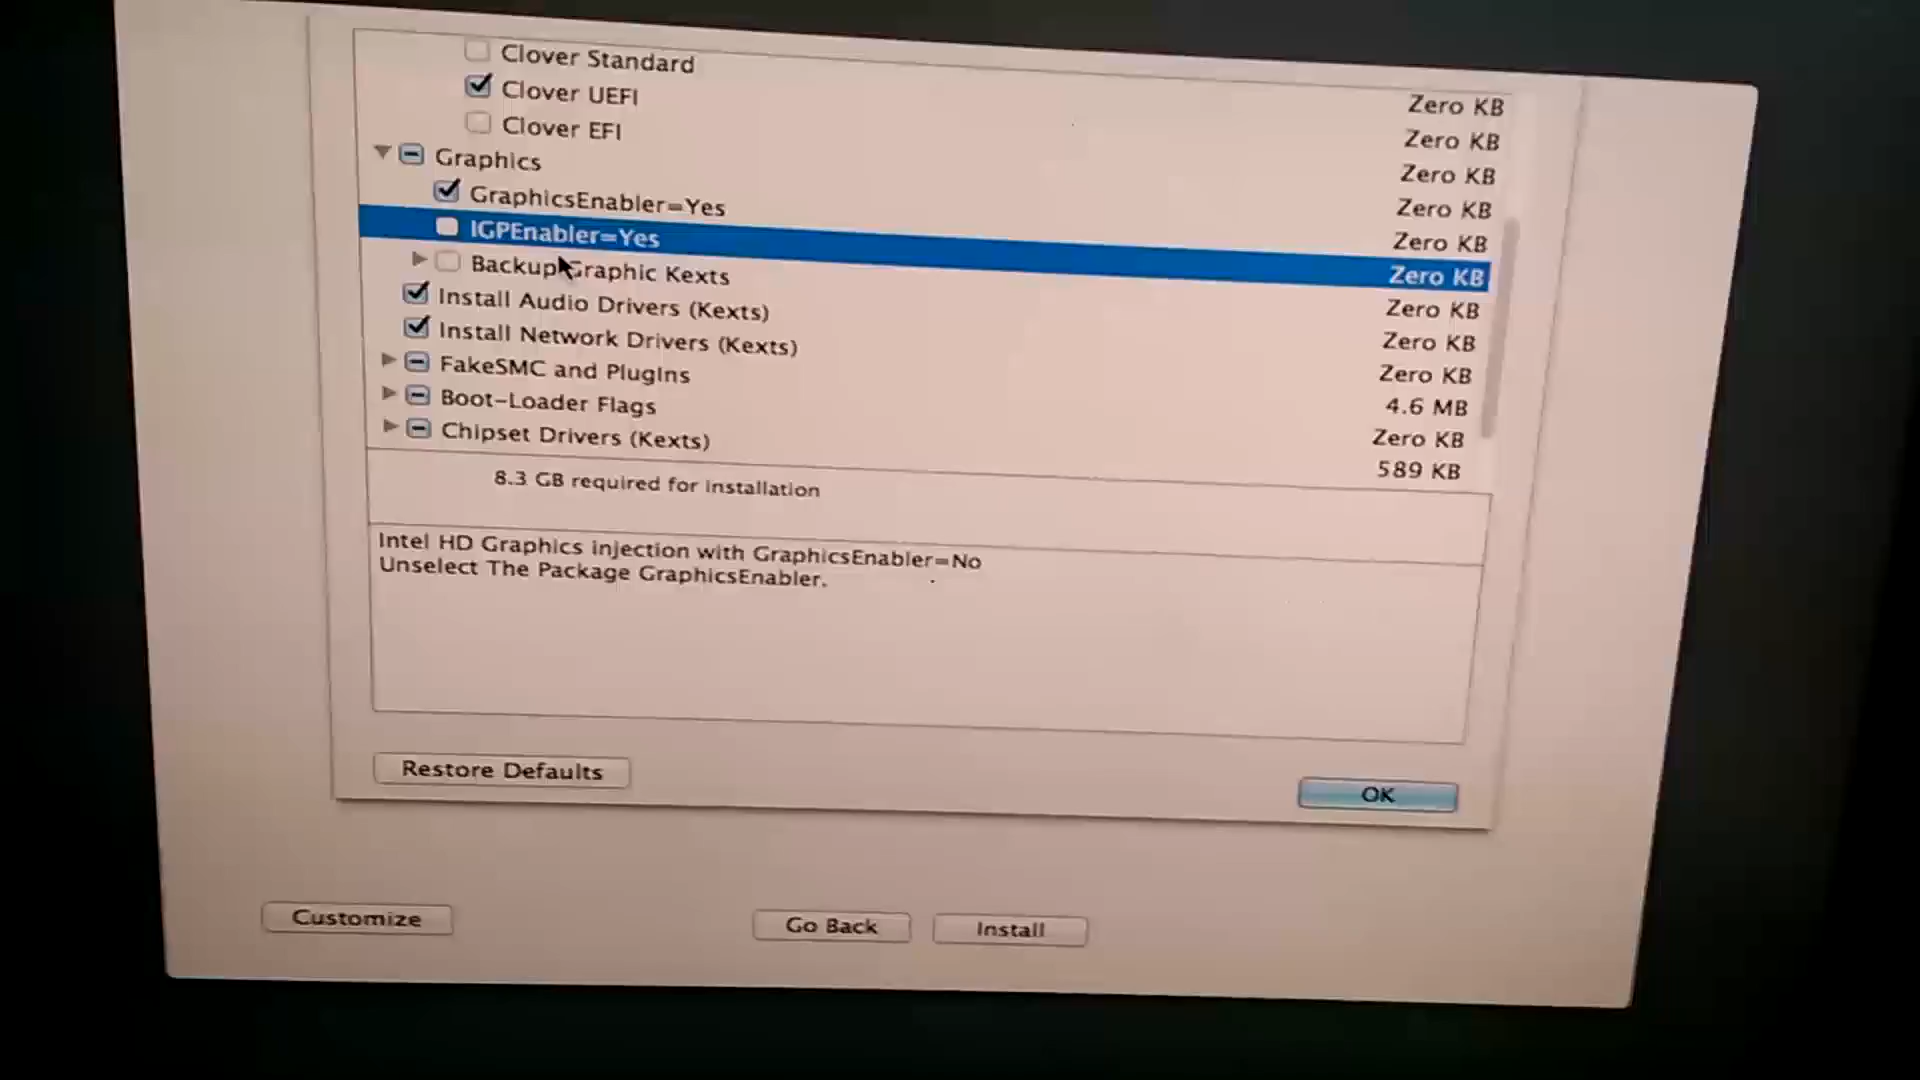 Clover Standard
Clover UEFI Zero KB
Clover EFI Zero KB
Graphics Zero KB
GraphicsEnabler=Yes Zero KB
IGPEnabler=Yes Zero KB
Backup Graphic Kexts Zero KB
Install Audio Drivers (Kexts) Zero KB
Install Network Drivers (Kexts) Zero KB
FakeSMC and PlugIns Zero KB
Boot-Loader Flags 4.6 MB
Chipset Drivers (Kexts) Zero KB
589 KB
8.3 GB required for installation
Intel HD Graphics injection with GraphicsEnabler=No
Unselect The Package GraphicsEnabler.
Restore Defaults
OK
Customize
Go Back
Install